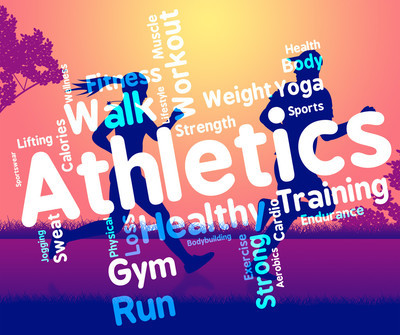 Health
Body
Muscle
Workout
Wellness
Fitness
Lifestyle
Walk
Weight
Yoga
Sports
Strength
Lifting
Calories
Sportswear
Athletics
Training
Endurance
Cardio
Healthy
Bodybuilding
Loss
Physical
Sweat
Jogging
Gym
Exercise
Strong
Aerobics
Run